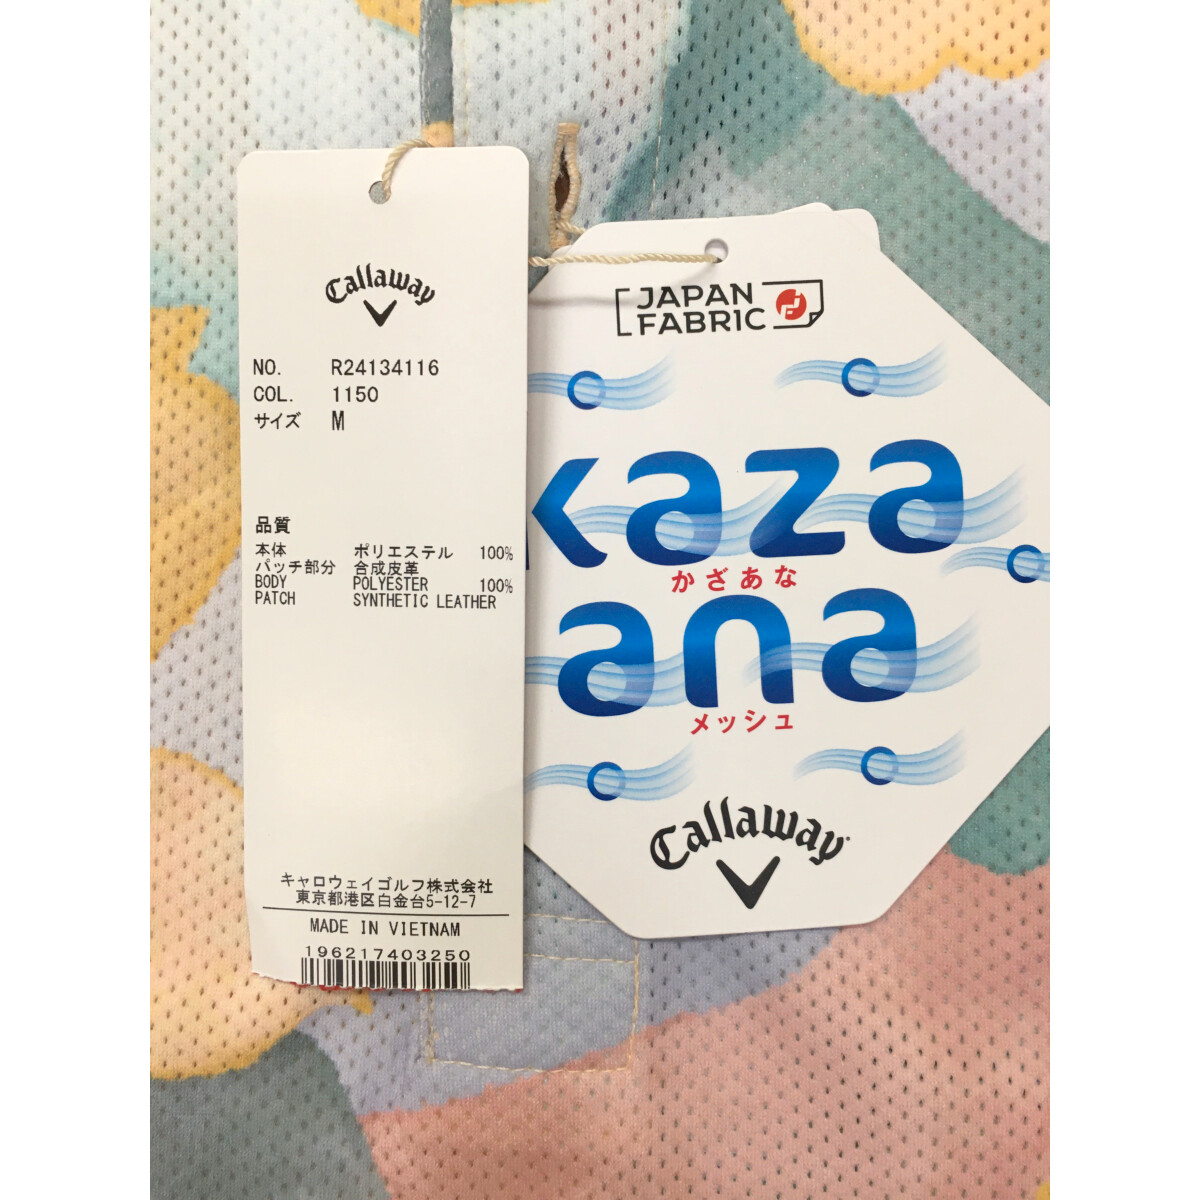 Callaway
NO. R24134116
COL. 1150
サイズ M
品質
本体 ポリエステル 100%
パッチ部分 合成皮革
BODY POLYESTER 100%
PATCH SYNTHETIC LEATHER
キャロウェイゴルフ株式会社
東京都港区白金台5-12-7
MADE IN VIETNAM
196217403250
JAPAN
FABRIC
kaza
かざあな
ana
メッシュ
Callaway